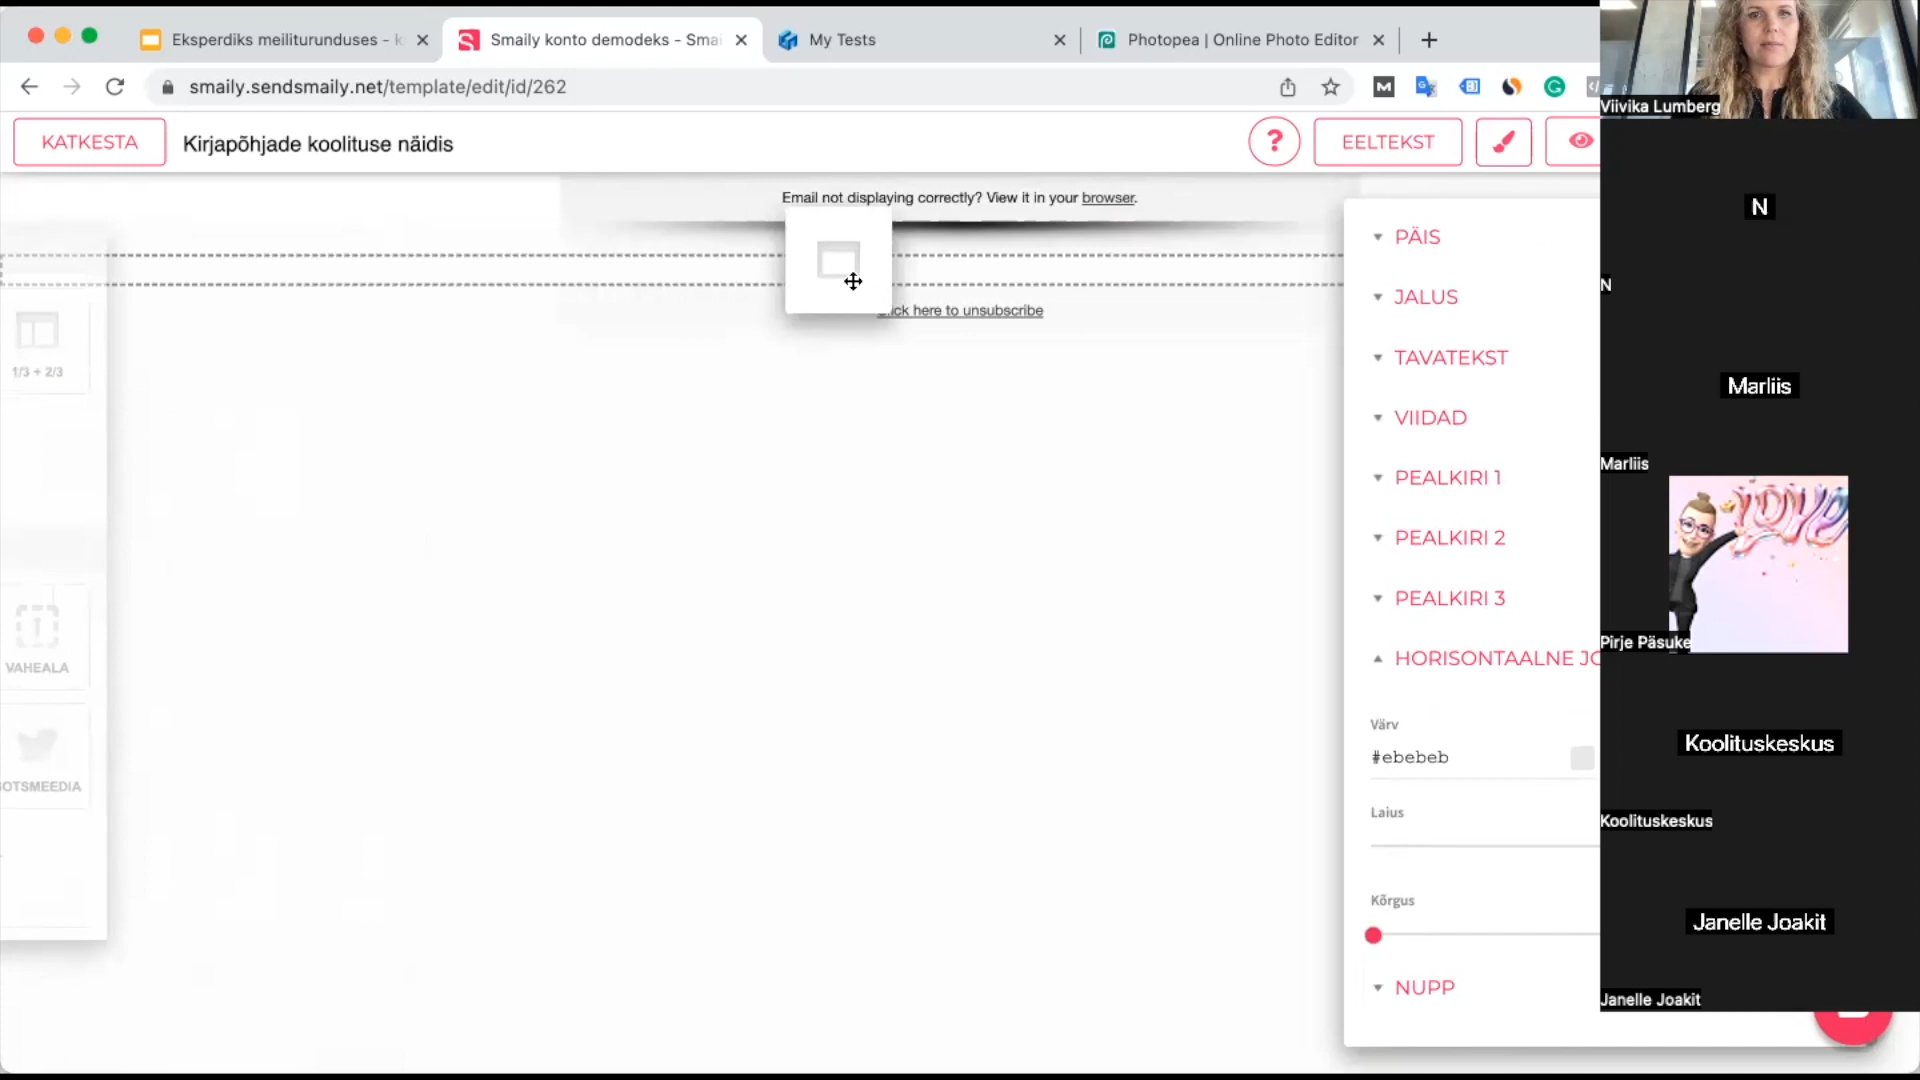 Eksperdiks meiliturunduses - k
Smaily konto demodeks - Smai
My Tests
Photopea | Online Photo Editor
smaily.sendsmaily.net/template/edit/id/262
KATKESTA
Kirjapõhjade koolituse näidis
?
EELTEKST
Email not displaying correctly? View it in your browser.
ick here to unsubscribe
1/3 + 2/3
VAHEALA
OTSMEEDIA
PÄIS
JALUS
TAVATEKST
VIIDAD
PEALKIRI 1
PEALKIRI 2
PEALKIRI 3
HORISONTAALNE JO
Värv
#ebebeb
Laius
Kõrgus
NUPP
Viivika Lumberg
N
N
Marliis
Marliis
YOYO
Pirje Päsuke
Koolituskeskus
Koolituskeskus
Janelle Joakit
Janelle Joakit